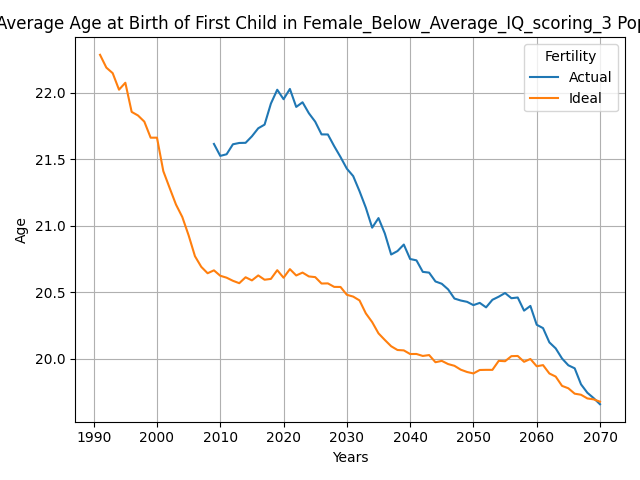 Average Age at Birth of First Child in Female_Below_Average_IQ_scoring_3 Pop
Fertility
Actual
Ideal
22.0
21.5
21.0
20.5
20.0
Age
1990 2000 2010 2020 2030 2040 2050 2060 2070
Years